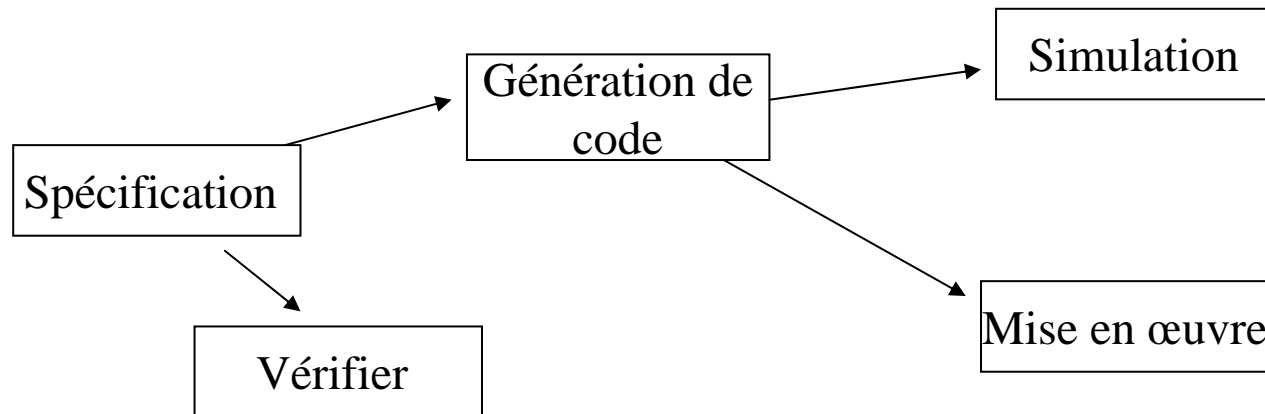 Simulation
Génération de
code
Spécification
Mise en œuvre
Vérifier